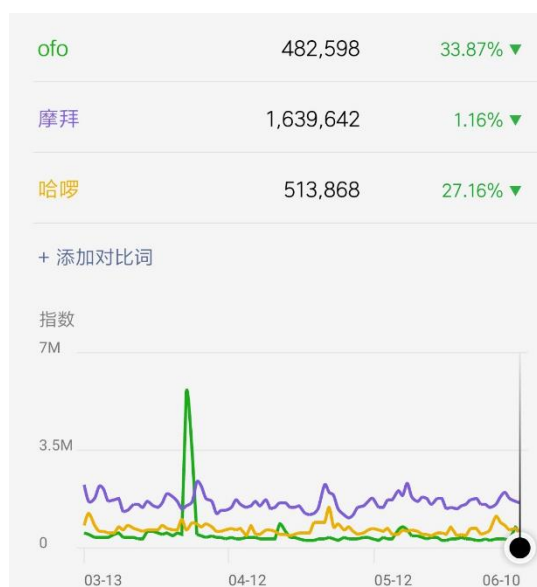 ofo 482,598 33.87% ▼
摩拜 1,639,642 1.16% ▼
哈啰 513,868 27.16% ▼
+ 添加对比词
指数
7M
3.5M
0
03-13 04-12 05-12 06-10